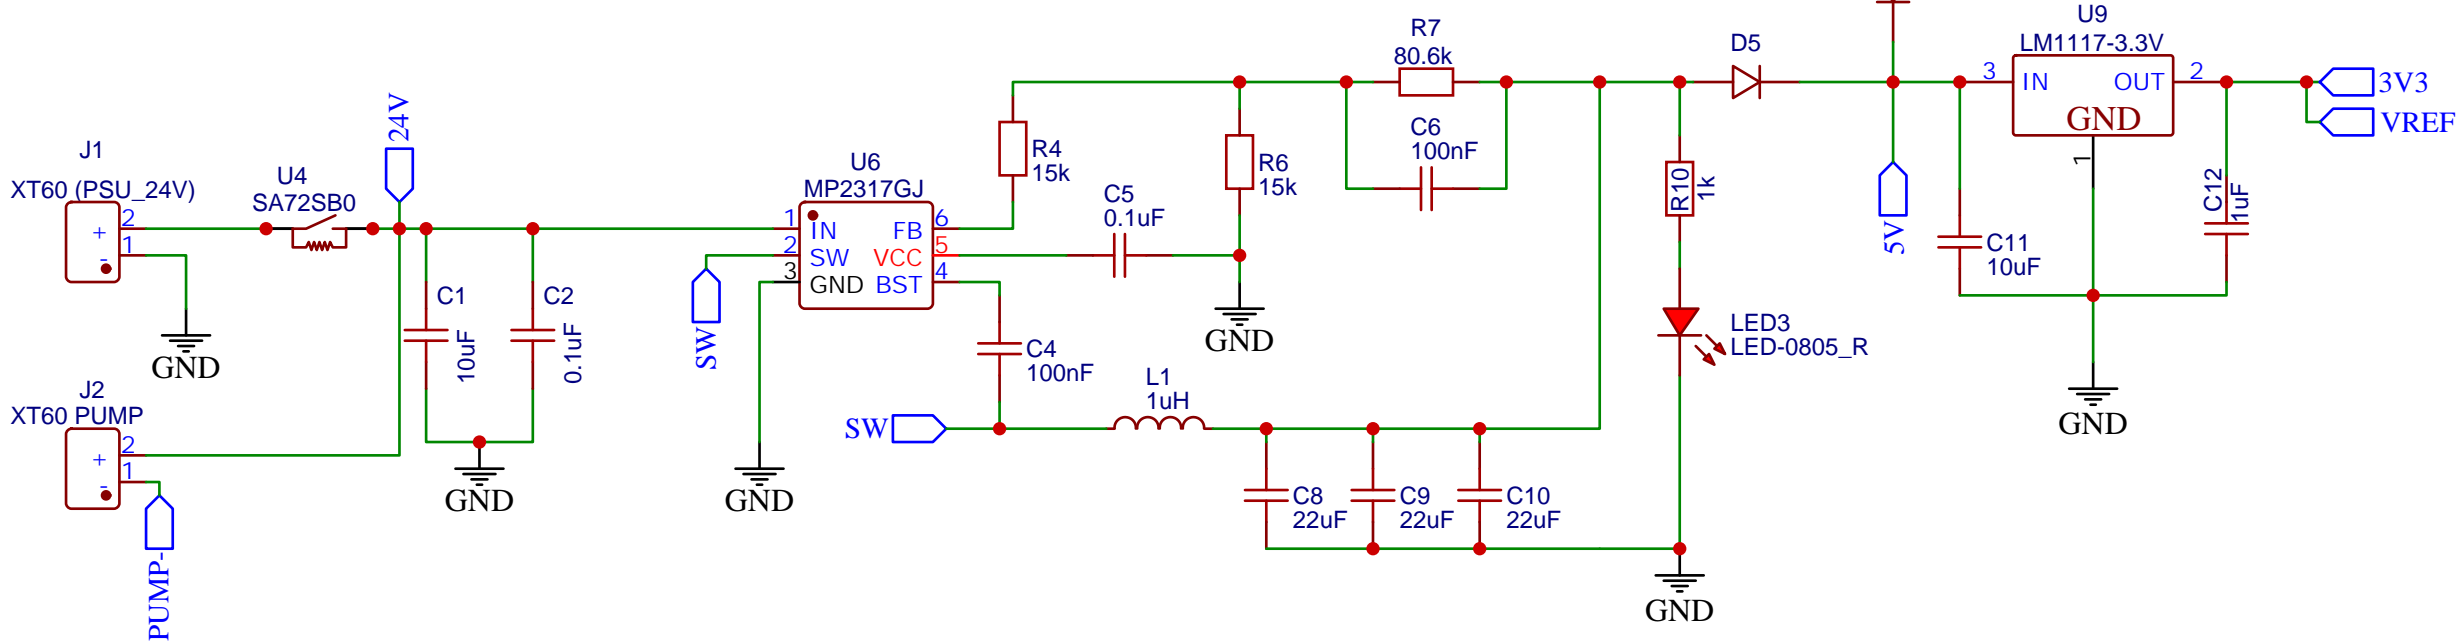 J1
XT60 (PSU_24V)
2
+
1
-
U4
SA72SB0
24V
GND
J2
XT60 PUMP
2
+
1
-
PUMP-
C1
10uF
C2
0.1uF
GND
U6
MP2317GJ
1
IN
2
SW
3
GND
FB
6
VCC
5
BST
4
SW
GND
R4
15k
C5
0.1uF
R6
15k
GND
C4
100nF
SW
L1
1uH
R7
80.6k
C6
100nF
C8
22uF
C9
22uF
C10
22uF
D5
R10
1k
LED3
LED-0805_R
GND
5V
U9
LM1117-3.3V
3
IN
OUT
2
GND
1
C11
10uF
C12
1uF
GND
3V3
VREF